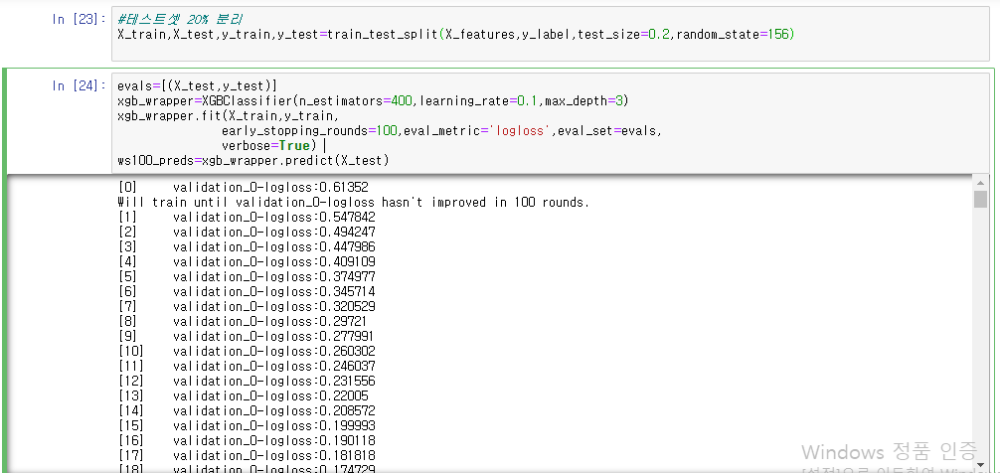 In [23]: #테스트셋 20% 분리
X_train,X_test,y_train,y_test=train_test_split(X_features,y_label,test_size=0.2,random_state=156)
In [24]: evals=[(X_test,y_test)]
xgb_wrapper=XGBClassifier(n_estimators=400,learning_rate=0.1,max_depth=3)
xgb_wrapper.fit(X_train,y_train,
early_stopping_rounds=100,eval_metric='logloss',eval_set=evals,
verbose=True)
ws100_preds=xgb_wrapper.predict(X_test)
[0] validation_0-logloss:0.61352
Will train until validation_0-logloss hasn't improved in 100 rounds.
[1] validation_0-logloss:0.547842
[2] validation_0-logloss:0.494247
[3] validation_0-logloss:0.447986
[4] validation_0-logloss:0.409109
[5] validation_0-logloss:0.374977
[6] validation_0-logloss:0.345714
[7] validation_0-logloss:0.320529
[8] validation_0-logloss:0.29721
[9] validation_0-logloss:0.277991
[10] validation_0-logloss:0.260302
[11] validation_0-logloss:0.246037
[12] validation_0-logloss:0.231556
[13] validation_0-logloss:0.22005
[14] validation_0-logloss:0.208572
[15] validation_0-logloss:0.199993
[16] validation_0-logloss:0.190118
[17] validation_0-logloss:0.181818
[18] validation_0-logloss:0.174729
Windows 정품 인증